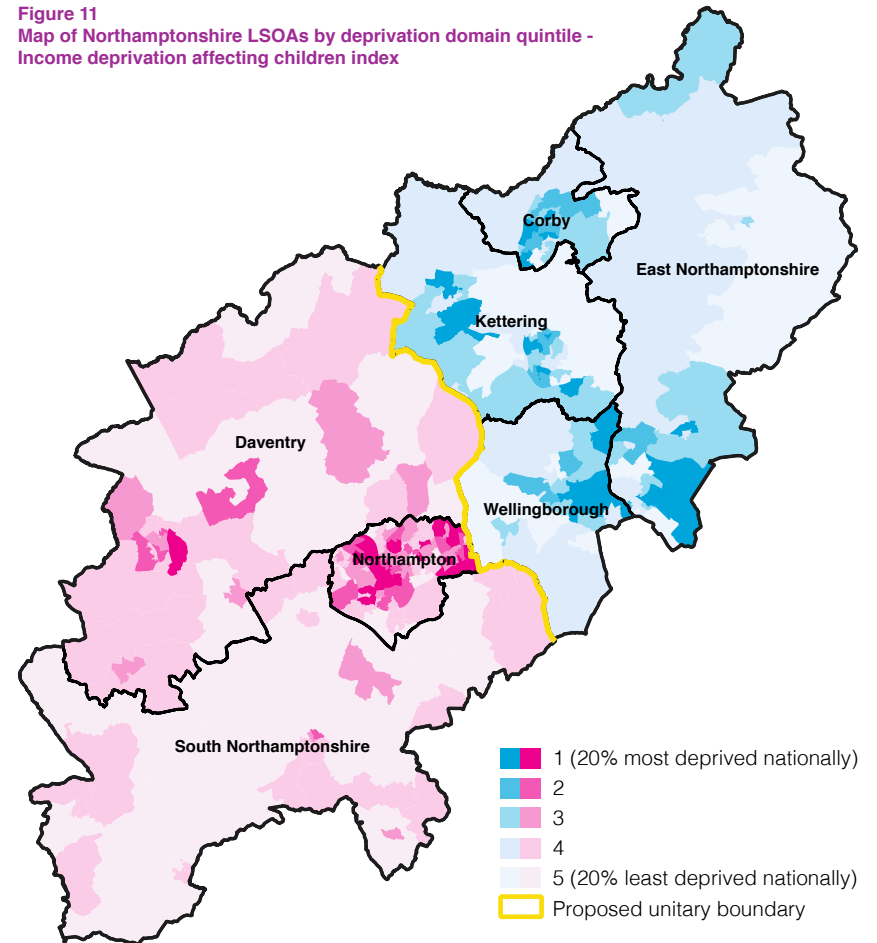 Figure 11
Map of Northamptonshire LSOAs by deprivation domain quintile -
Income deprivation affecting children index
Corby
East Northamptonshire
Kettering
Daventry
Wellingborough
Northampton
South Northamptonshire
1 (20% most deprived nationally)
2
3
4
5 (20% least deprived nationally)
Proposed unitary boundary